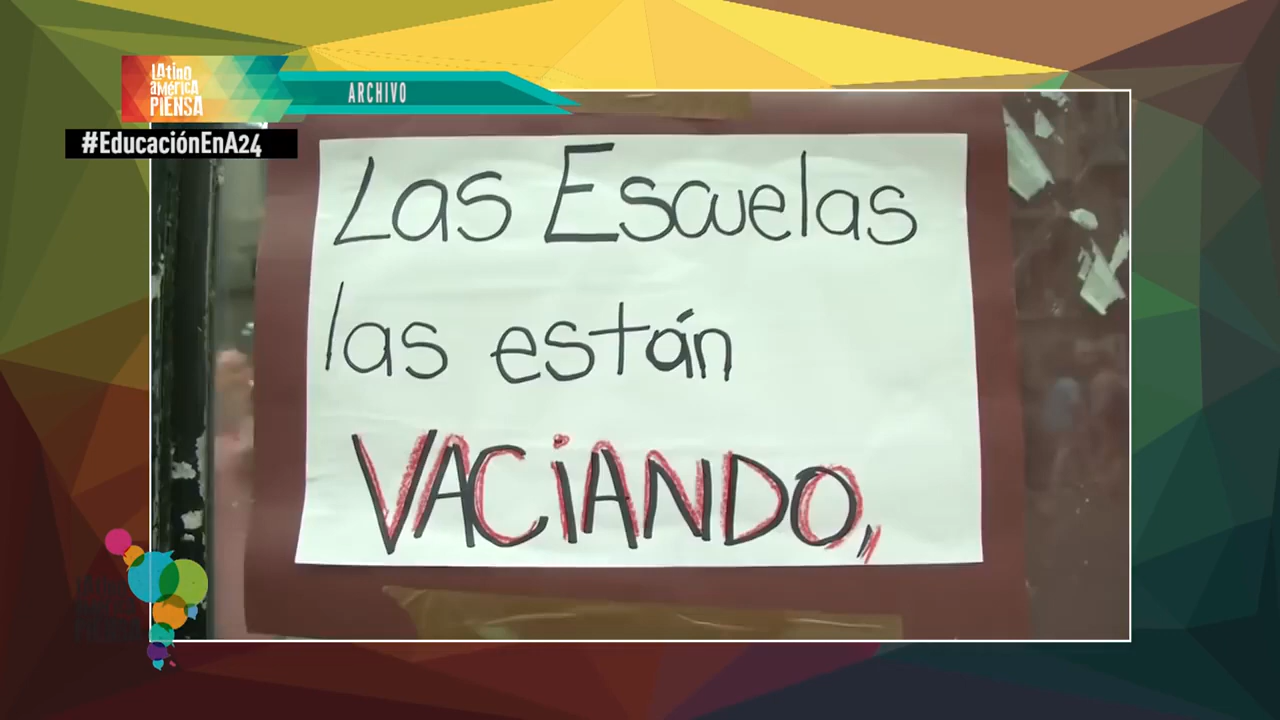 LAtino
américA
PIENSA
ARCHIVO
#EducaciónEnA24
Las Escuelas
las están
VACiANDO,